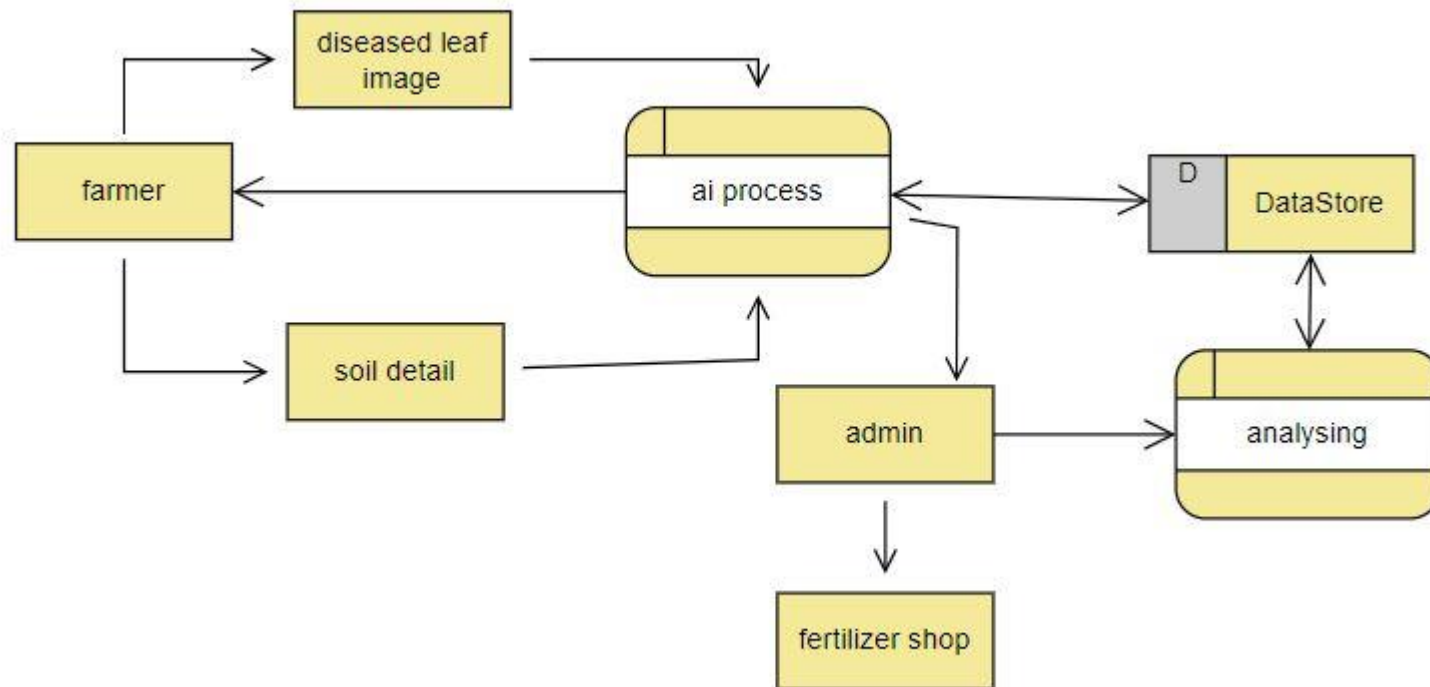 diseased leaf
image
farmer
ai process
D
DataStore
soil detail
admin
analysing
fertilizer shop